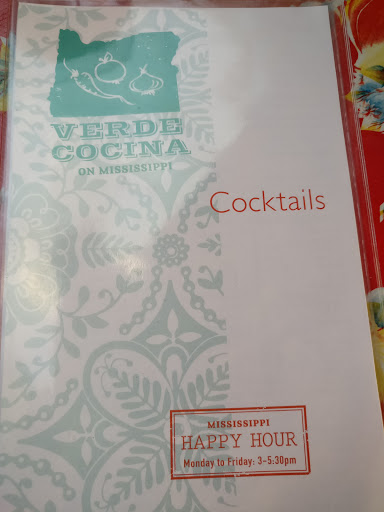 VERDE
COCINA
ON MISSISSIPPI
Cocktails
MISSISSIPPI
HAPPY HOUR
Monday to Friday: 3-5.30pm